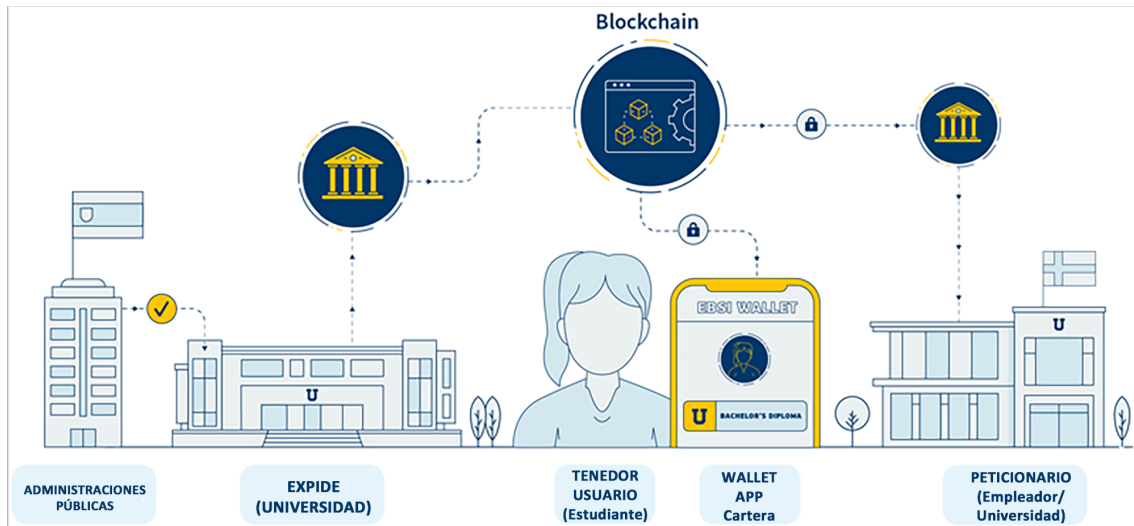 Blockchain
EBSI WALLET
U
U
U
BACHELOR'S DIPLOMA
ADMINISTRACIONES
PÚBLICAS
EXPIDE
(UNIVERSIDAD)
TENEDOR
USUARIO
(Estudiante)
WALLET
APP
Cartera
PETICIONARIO
(Empleador/
Universidad)